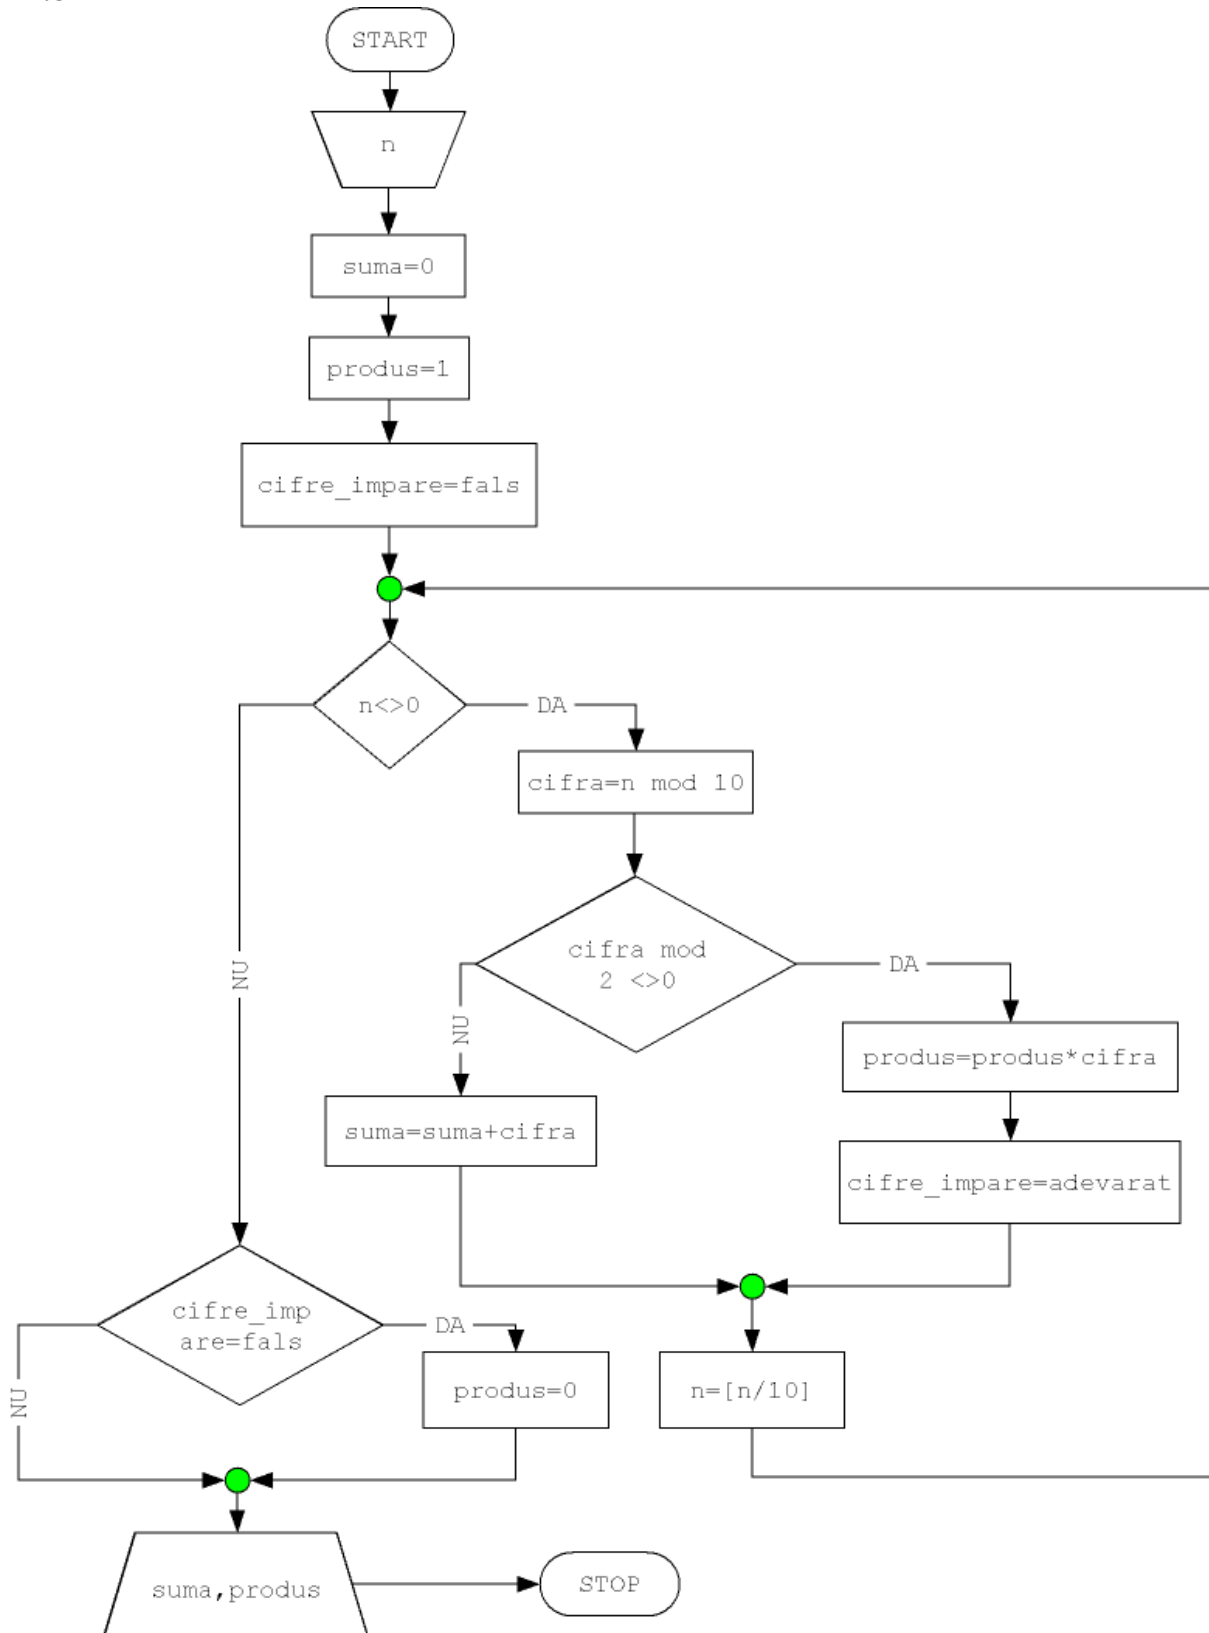 START
n
suma=0
produs=1
cifre_impare=fals
n<>0
DA
cifra=n mod 10
NU
cifra mod
2 <>0
DA
NU
produs=produs*cifra
suma=suma+cifra
cifre_impare=adevarat
cifre_imp
are=fals
DA
NU
produs=0
n=[n/10]
suma,produs
STOP